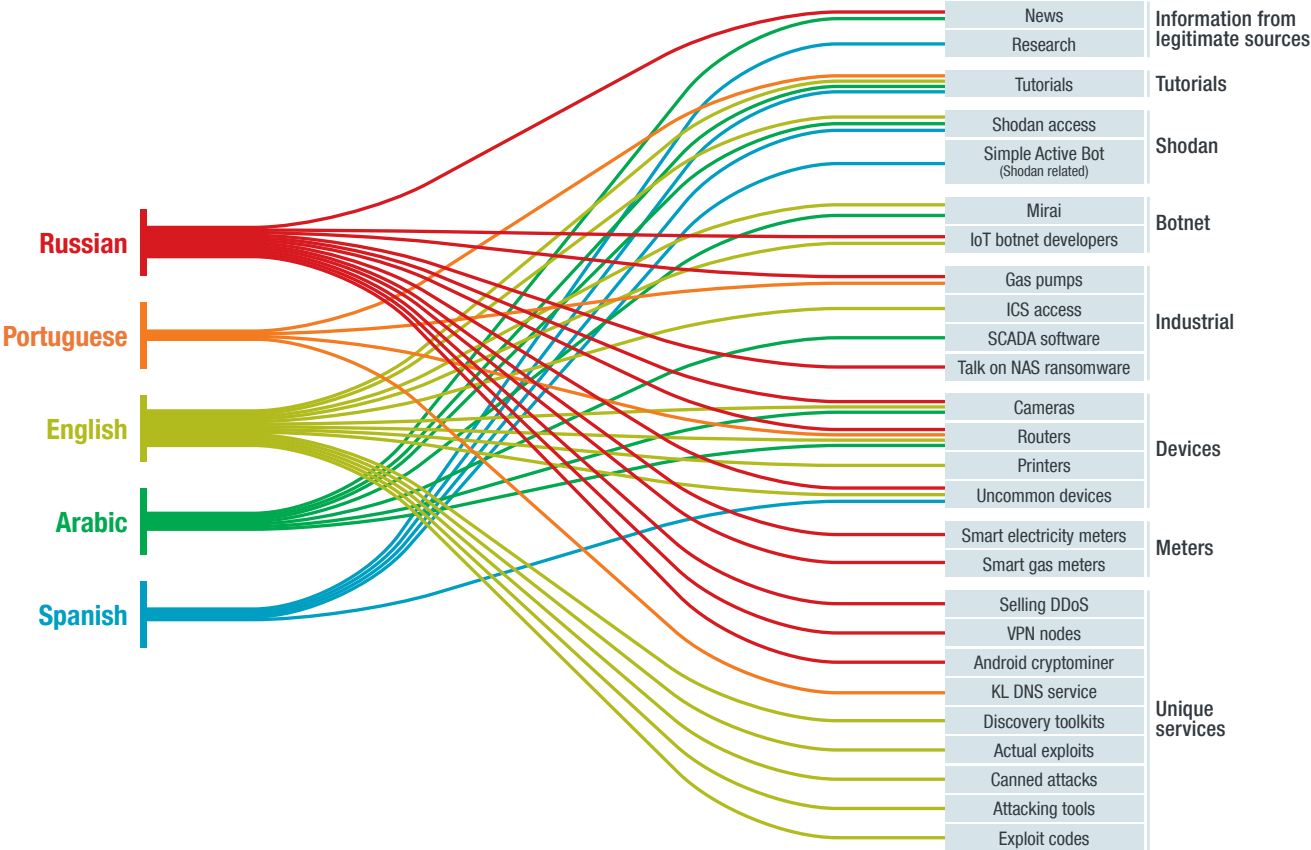 Russian
Portuguese
English
Arabic
Spanish
News
Research
Information from
legitimate sources
Tutorials
Tutorials
Shodan access
Simple Active Bot
(Shodan related)
Shodan
Mirai
IoT botnet developers
Botnet
Gas pumps
ICS access
SCADA software
Talk on NAS ransomware
Industrial
Cameras
Routers
Printers
Uncommon devices
Devices
Smart electricity meters
Smart gas meters
Meters
Selling DDoS
VPN nodes
Android cryptominer
KL DNS service
Discovery toolkits
Actual exploits
Canned attacks
Attacking tools
Exploit codes
Unique
services